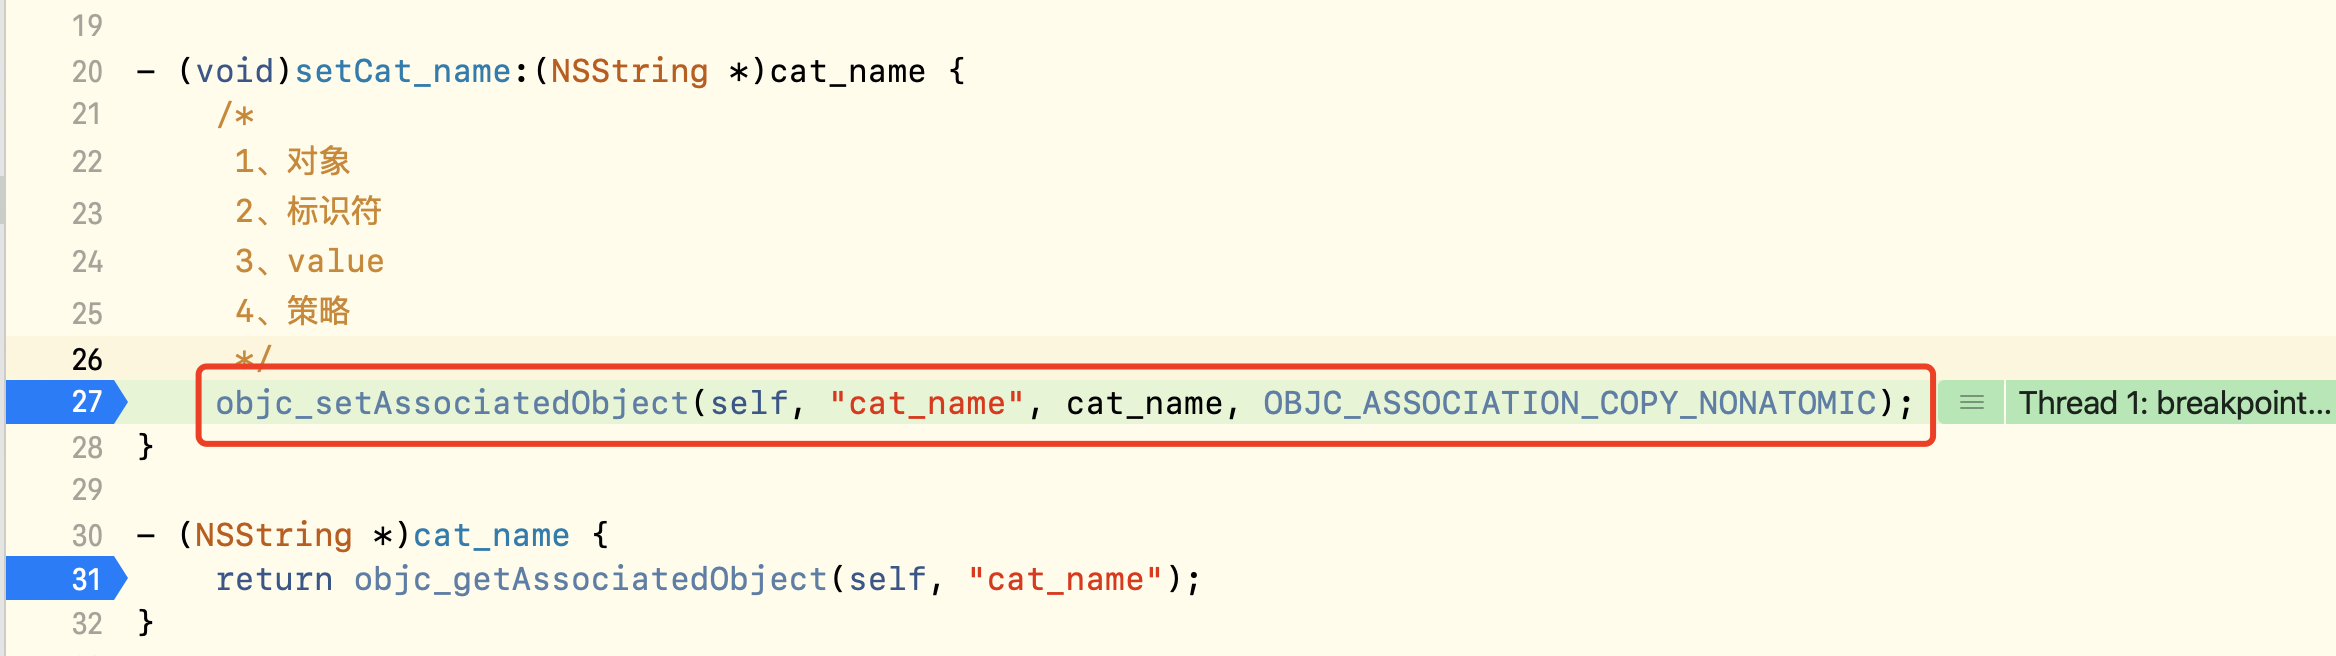 19
20 - (void)setCat_name:(NSString *)cat_name {
21 /*
22 1、对象
23 2、标识符
24 3、value
25 4、策略
26 */
27 objc_setAssociatedObject(self, "cat_name", cat_name, OBJC_ASSOCIATION_COPY_NONATOMIC); Thread 1: breakpoint...
28 }
29
30 - (NSString *)cat_name {
31 return objc_getAssociatedObject(self, "cat_name");
32 }